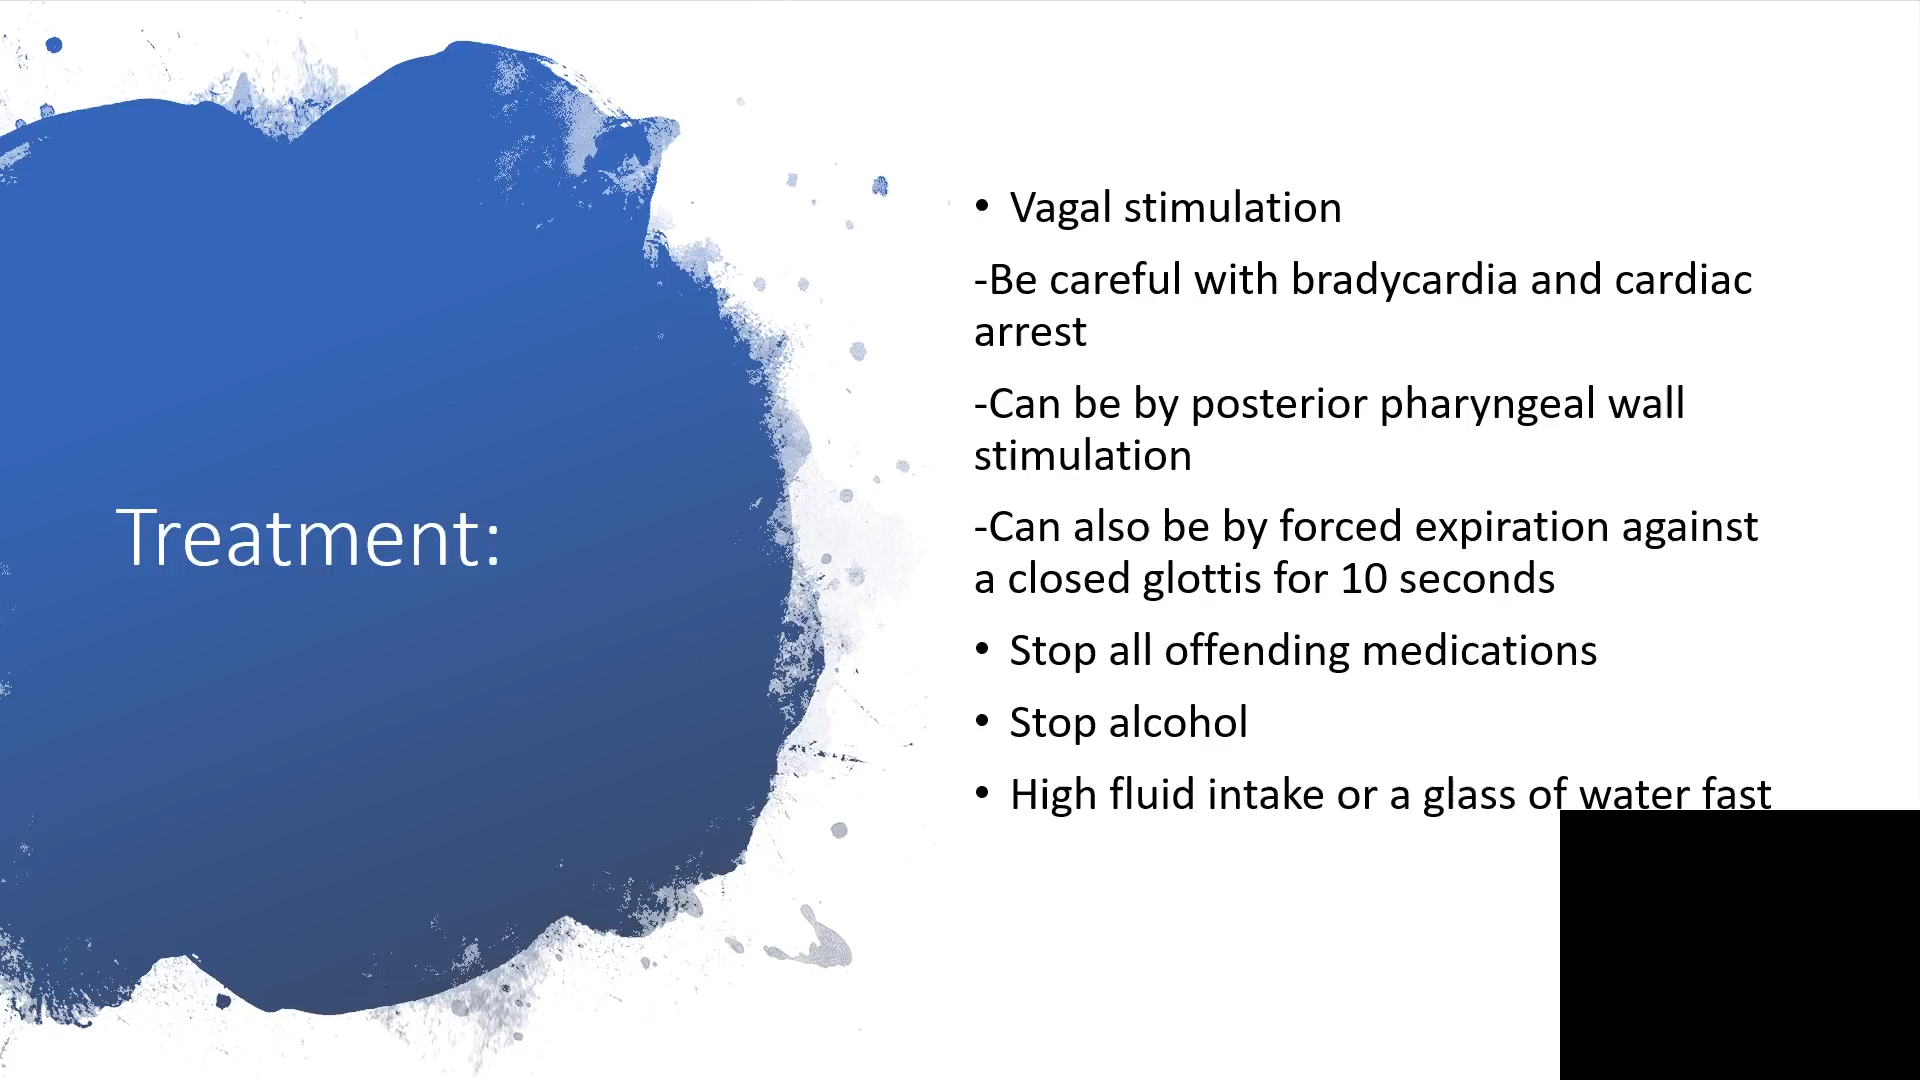 Treatment:
• Vagal stimulation
-Be careful with bradycardia and cardiac
arrest
-Can be by posterior pharyngeal wall
stimulation
-Can also be by forced expiration against
a closed glottis for 10 seconds
• Stop all offending medications
• Stop alcohol
• High fluid intake or a glass of water fast